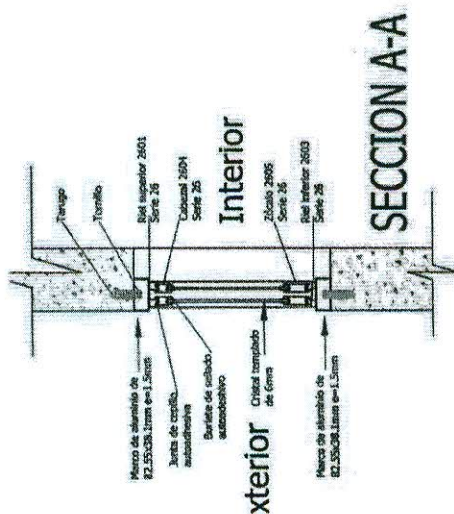 Tarugo
Tornillo
Riel superior 2601
Serie 26
Cabezal 2604
Serie 26
Interior
Zócalo 2605
Serie 26
Riel inferior 2603
Serie 26
SECCION A-A
Marco de aluminio de
82.55x38.1mm e=1.5mm
Junta de cepillo
autoadhesiva
Burlete de sellado
autoadhesivo
xterior
Cristal templado
de 6mm
Marco de aluminio de
82.55x38.1mm e=1.5mm